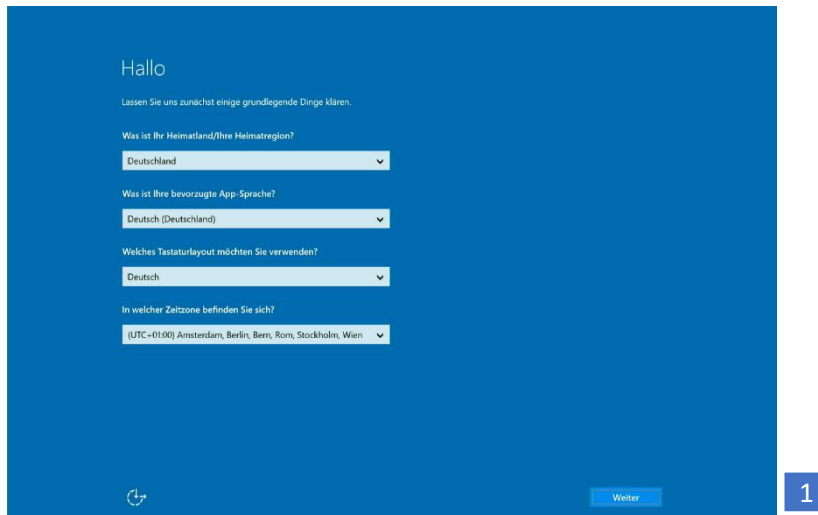 Hallo
Lassen Sie uns zunächst einige grundlegende Dinge klären.
Was ist Ihr Heimatland/Ihre Heimatregion?
Deutschland
Was ist Ihre bevorzugte App-Sprache?
Deutsch (Deutschland)
Welches Tastaturlayout möchten Sie verwenden?
Deutsch
In welcher Zeitzone befinden Sie sich?
(UTC+01:00) Amsterdam, Berlin, Bern, Rom, Stockholm, Wien
Weiter
1